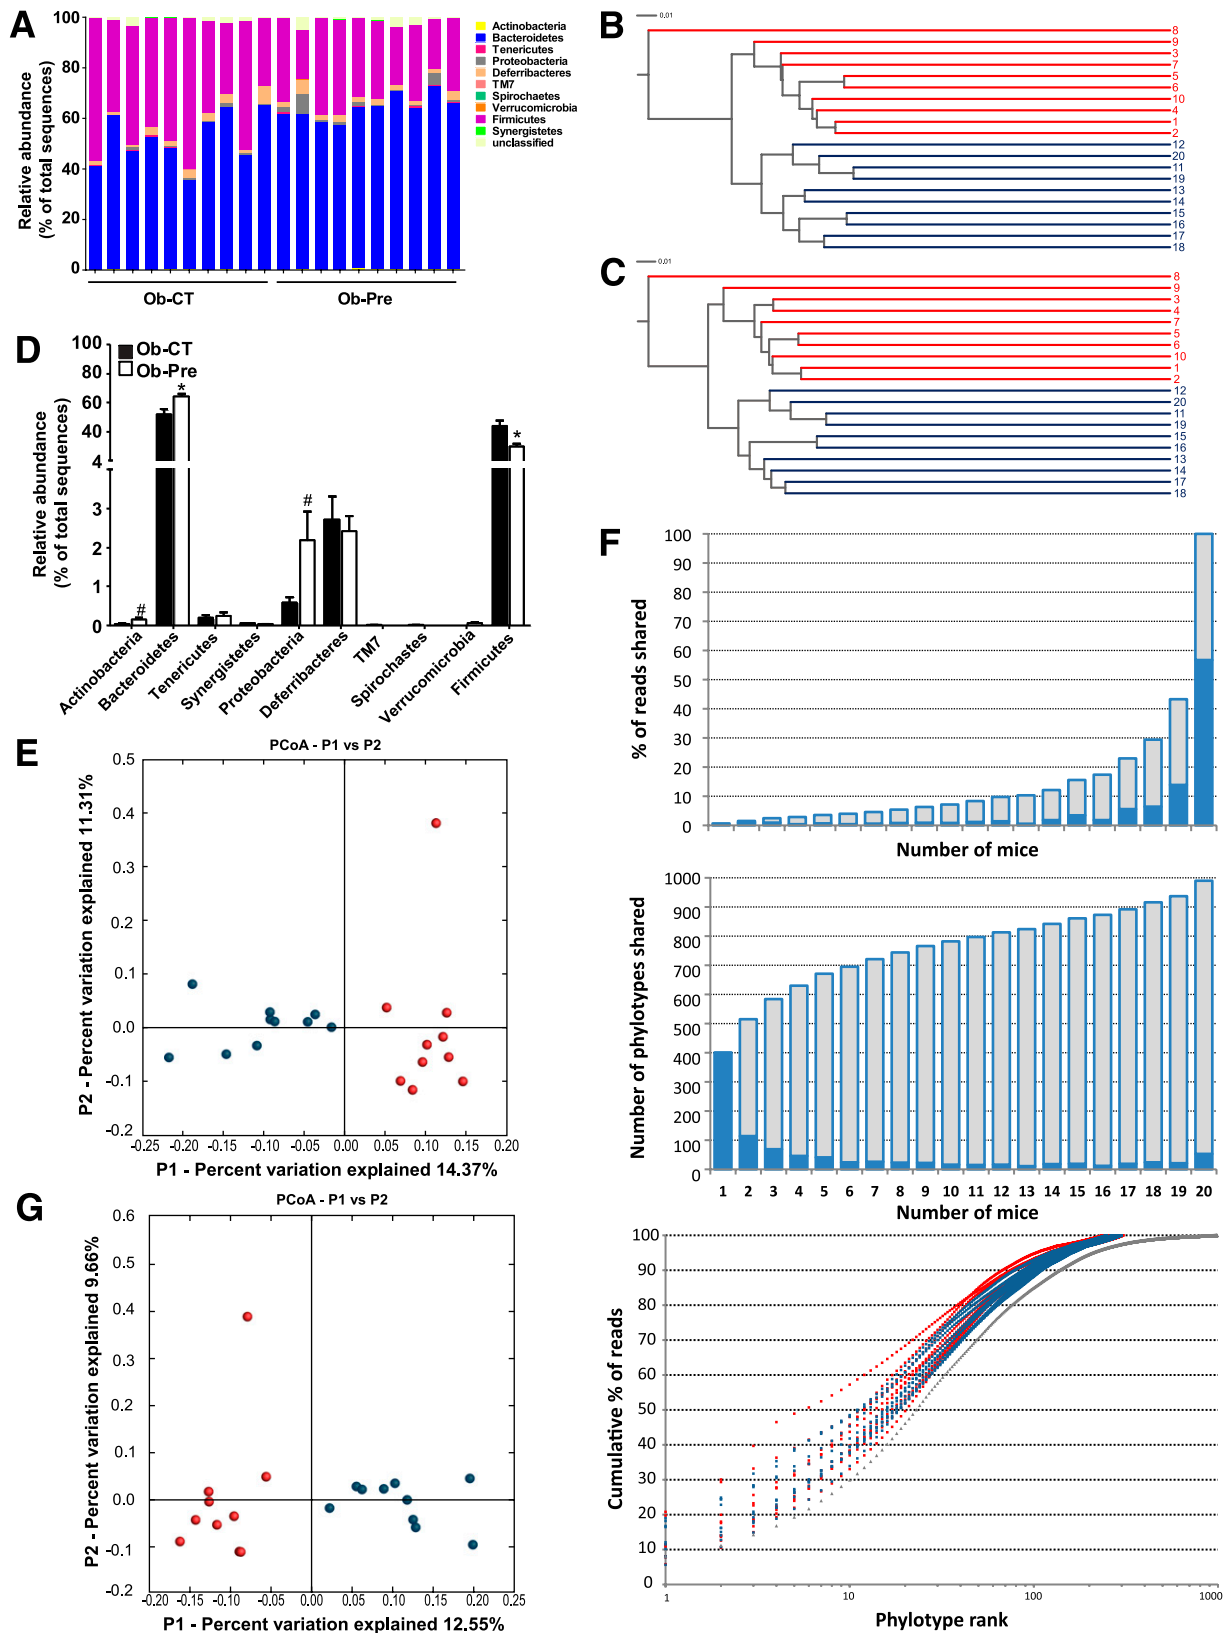 A
100
80
60
40
20
0
Relative abundance
(% of total sequences)
Ob-CT
Ob-Pre
Actinobacteria
Bacteroidetes
Tenericutes
Proteobacteria
Deferribacteres
TM7
Spirochaetes
Verrucomicrobia
Firmicutes
Synergistetes
unclassified
B
0.01
8
9
3
7
5
6
10
4
1
2
12
20
11
19
13
14
15
16
17
18
C
0.01
8
9
3
4
7
5
6
10
1
2
12
20
11
19
15
16
13
14
17
18
D
Ob-CT
Ob-Pre
100
80
60
40
4
3
2
1
0
Relative abundance
(% of total sequences)
#
*
#
*
Actinobacteria
Bacteroidetes
Tenericutes
Synergistetes
Proteobacteria
Deferribacteres
TM7
Spirochastes
Verrucomicrobia
Firmicutes
E
PCoA - P1 vs P2
0.5
0.4
0.3
0.2
0.1
0.0
-0.1
-0.2
P2 - Percent variation explained 11.31%
-0.25 -0.20 -0.15 -0.10 -0.05 0.00 0.05 0.10 0.15 0.20
P1 - Percent variation explained 14.37%
F
100
90
80
70
60
50
40
30
20
10
0
% of reads shared
Number of mice
1000
900
800
700
600
500
400
300
200
100
0
Number of phylotypes shared
1 2 3 4 5 6 7 8 9 10 11 12 13 14 15 16 17 18 19 20
Number of mice
100
90
80
70
60
50
40
30
20
10
0
Cumulative % of reads
1 10 100 1000
Phylotype rank
G
PCoA - P1 vs P2
0.6
0.5
0.4
0.3
0.2
0.1
0.0
-0.1
-0.2
P2 - Percent variation explained 9.66%
-0.20 -0.15 -0.10 -0.05 0.00 0.05 0.10 0.15 0.20 0.25
P1 - Percent variation explained 12.55%